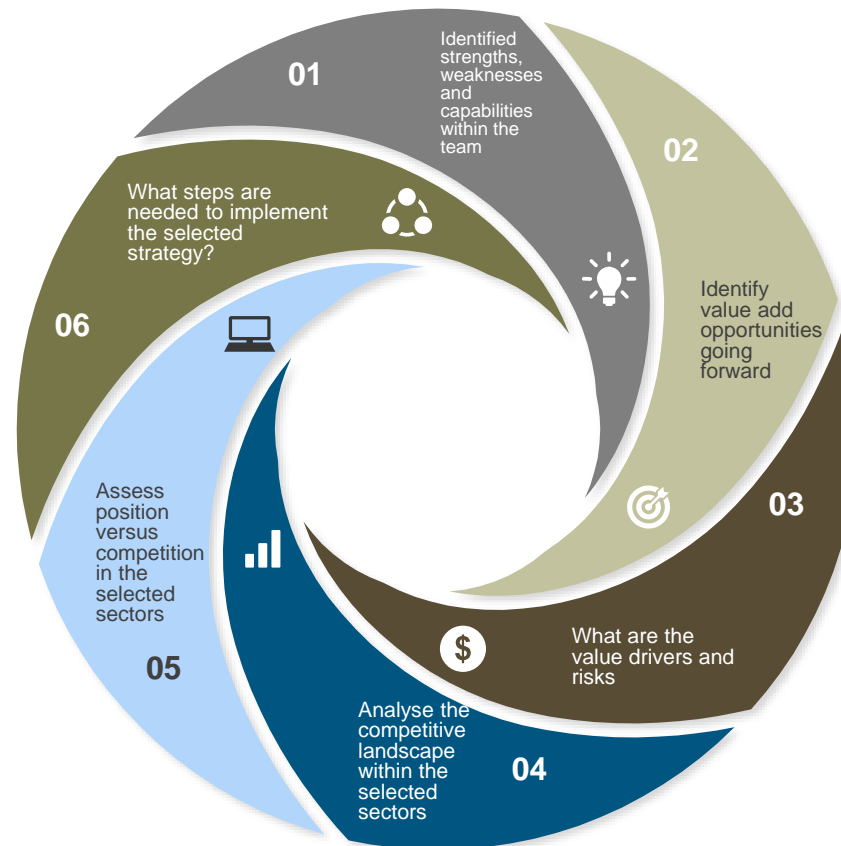 01
Identified
strengths,
weaknesses
and
capabilities
within the
team
02
Identify
value add
opportunities
going
forward
03
What are the
value drivers and
risks
$
04
Analyse the
competitive
landscape
within the
selected
sectors
05
Assess
position
versus
competition
in the
selected
sectors
06
What steps are
needed to implement
the selected
strategy?